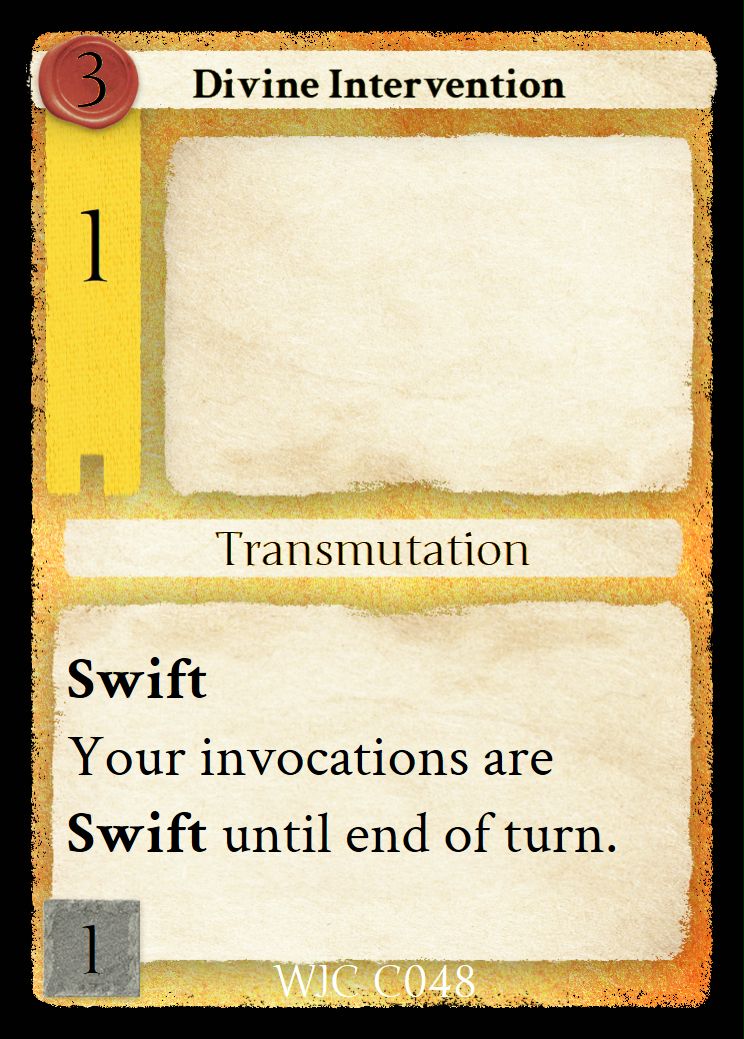 3
Divine Intervention
1
Transmutation
Swift
Your invocations are
Swift until end of turn.
1
WJC C048